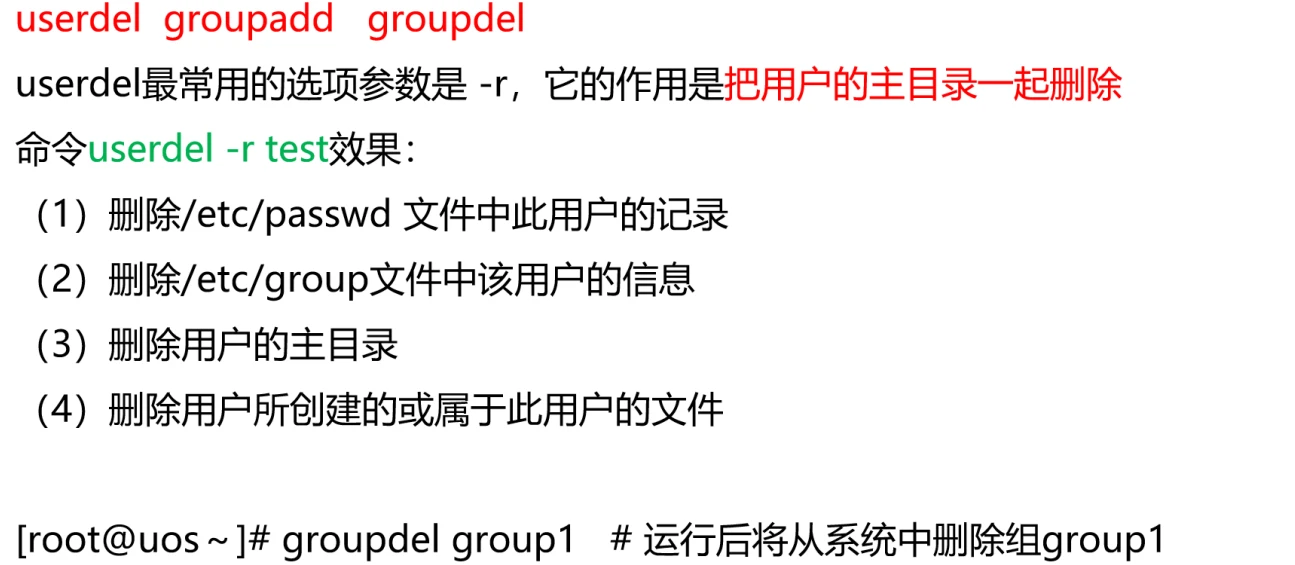 userdel  groupadd   groupdel
userdel最常用的选项参数是 -r，它的作用是把用户的主目录一起删除
命令userdel -r test效果：
（1）删除/etc/passwd 文件中此用户的记录
（2）删除/etc/group文件中该用户的信息
（3）删除用户的主目录
（4）删除用户所创建的或属于此用户的文件
[root@uos ~]# groupdel group1   # 运行后将从系统中删除组group1